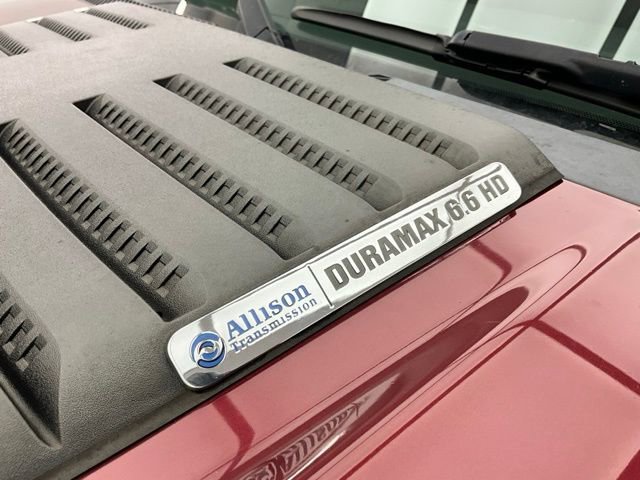 Allison
Transmission
DURAMAX 6.6 HD